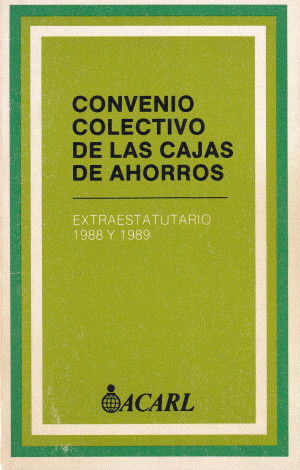 CONVENIO
COLECTIVO
DE LAS CAJAS
DE AHORROS
EXTRAESTATUTARIO
1988 Y 1989
ACARL